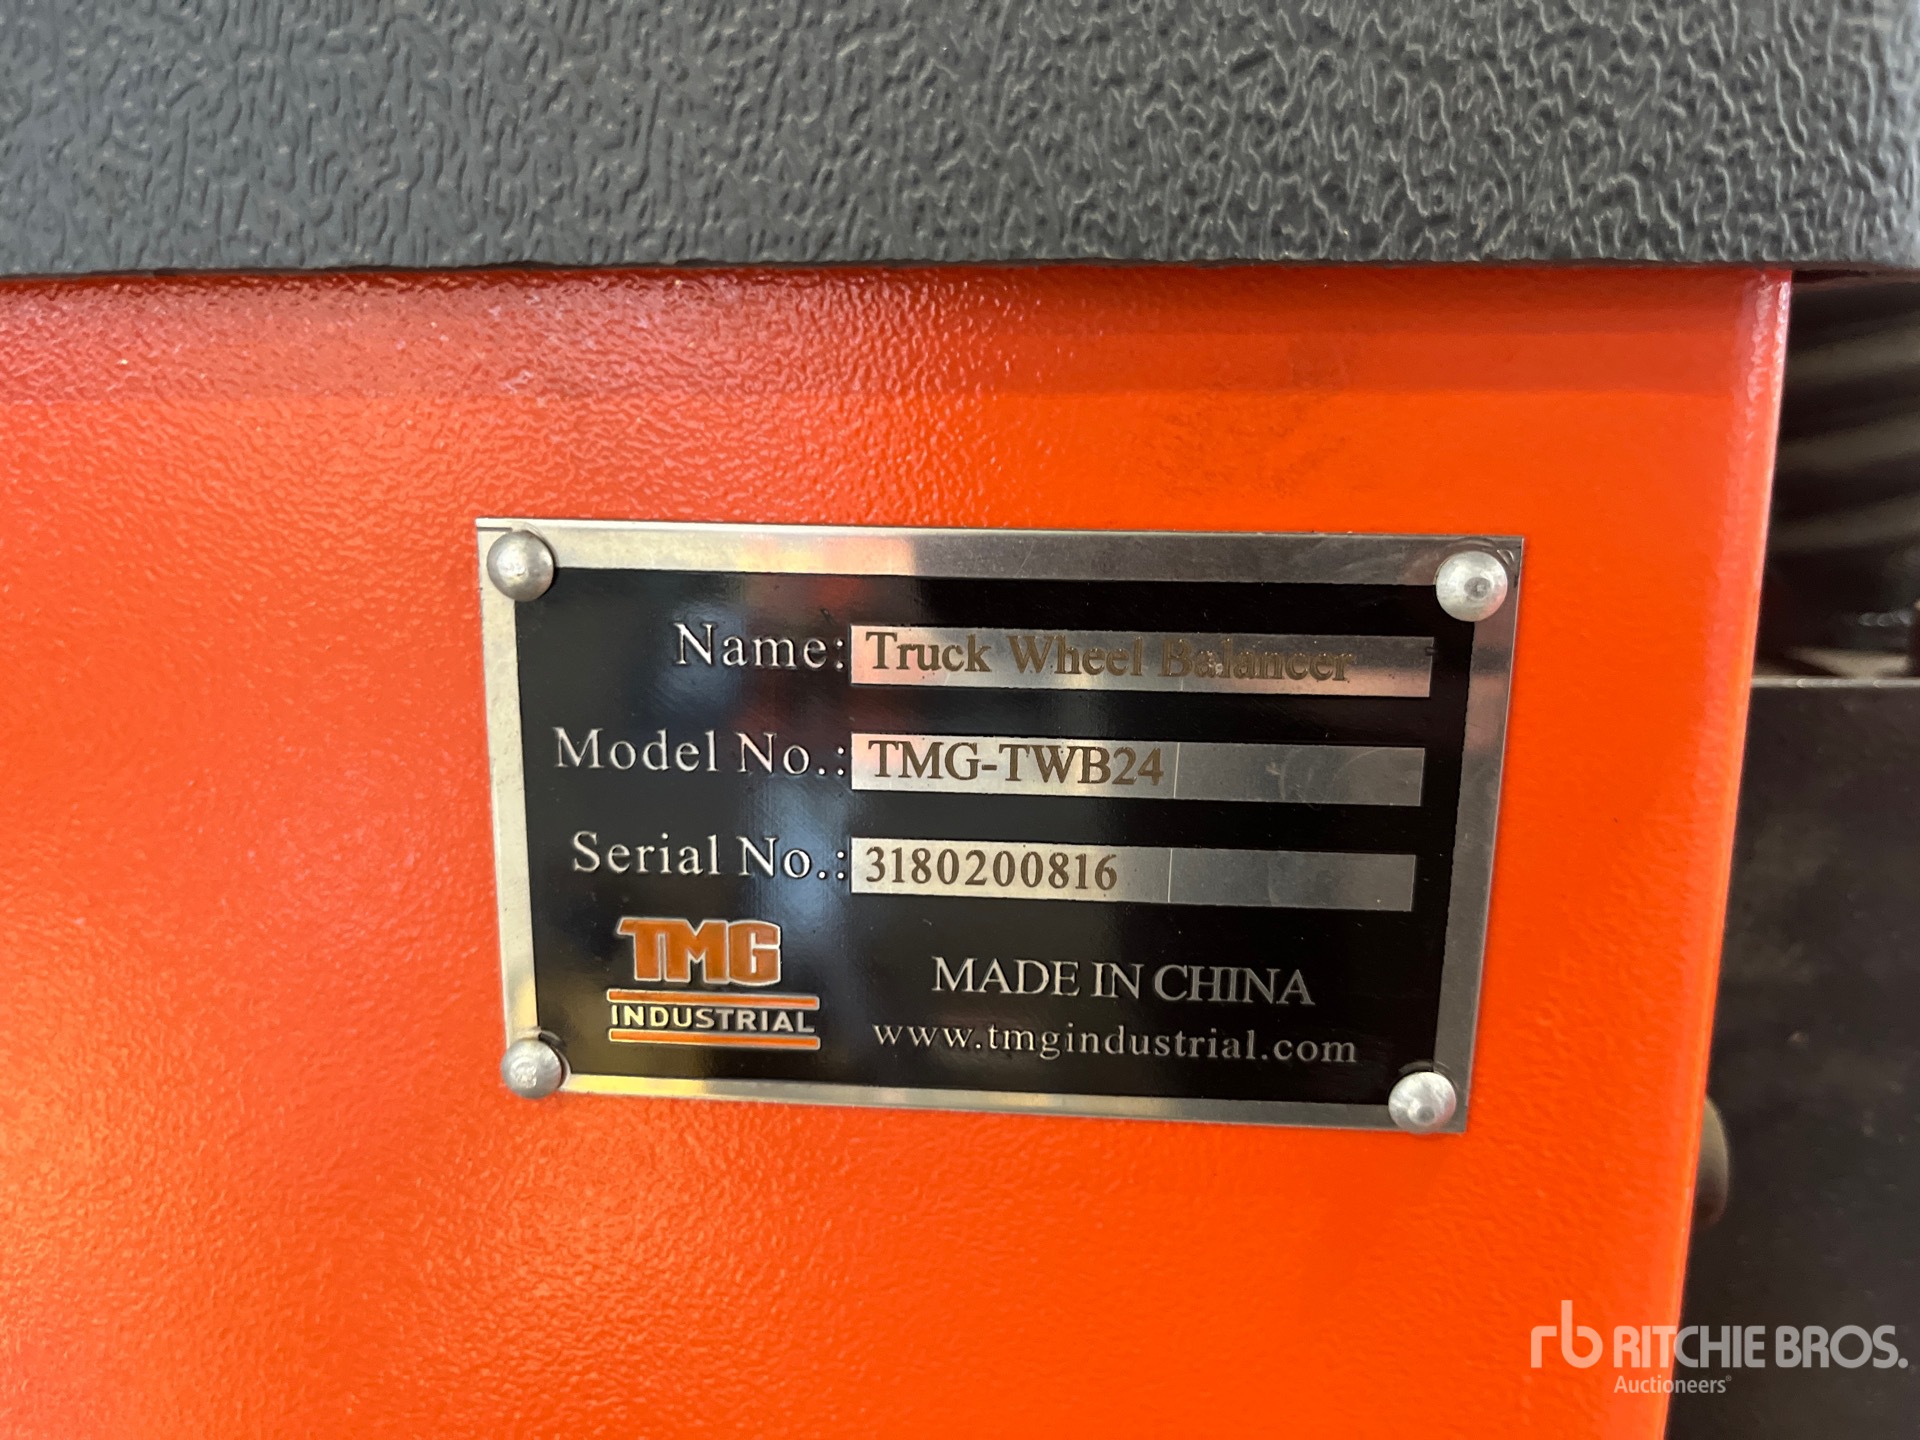 Name: Truck Wheel Balancer
Model No.: TMG-TWB24
Serial No.: 3180200816
TMG
INDUSTRIAL
MADE IN CHINA
www.tmgindustrial.com
rb RITCHIE BROS.
Auctioneers®